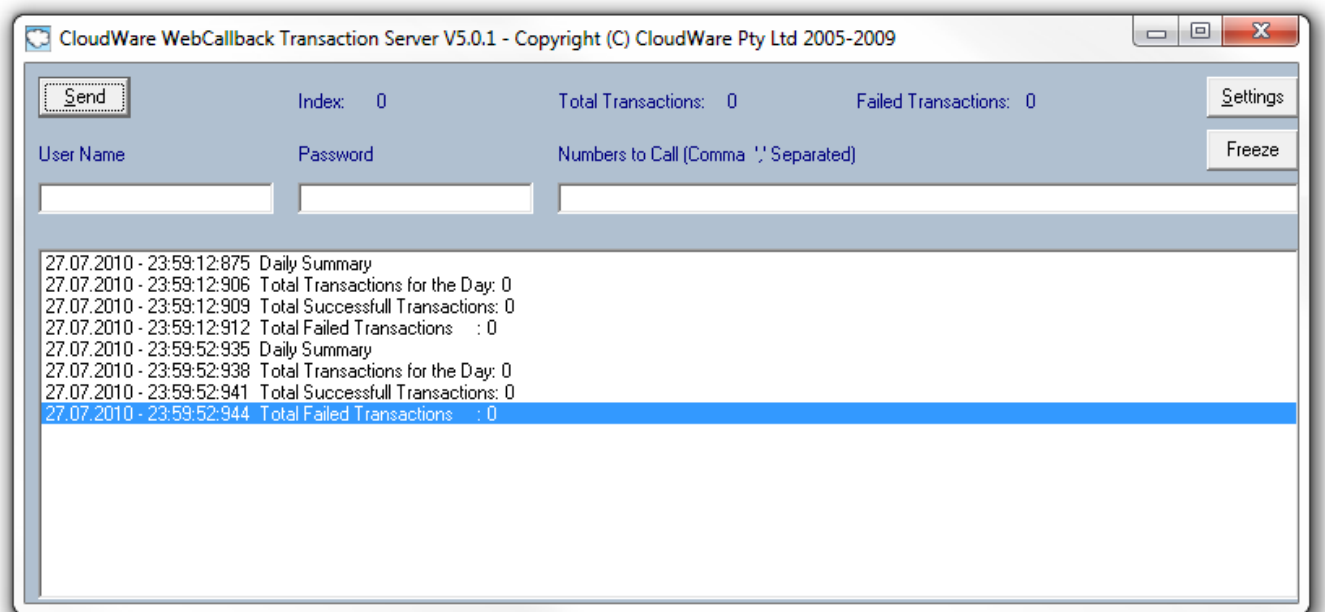 CloudWare WebCallback Transaction Server V5.0.1 - Copyright (C) CloudWare Pty Ltd 2005-2009
Send Index: 0 Total Transactions: 0 Failed Transactions: 0 Settings
User Name Password Numbers to Call (Comma ',' Separated) Freeze
27.07.2010 - 23:59:12:875 Daily Summary
27.07.2010 - 23:59:12:906 Total Transactions for the Day: 0
27.07.2010 - 23:59:12:909 Total Successfull Transactions: 0
27.07.2010 - 23:59:12:912 Total Failed Transactions : 0
27.07.2010 - 23:59:52:935 Daily Summary
27.07.2010 - 23:59:52:938 Total Transactions for the Day: 0
27.07.2010 - 23:59:52:941 Total Successfull Transactions: 0
27.07.2010 - 23:59:52:944 Total Failed Transactions : 0